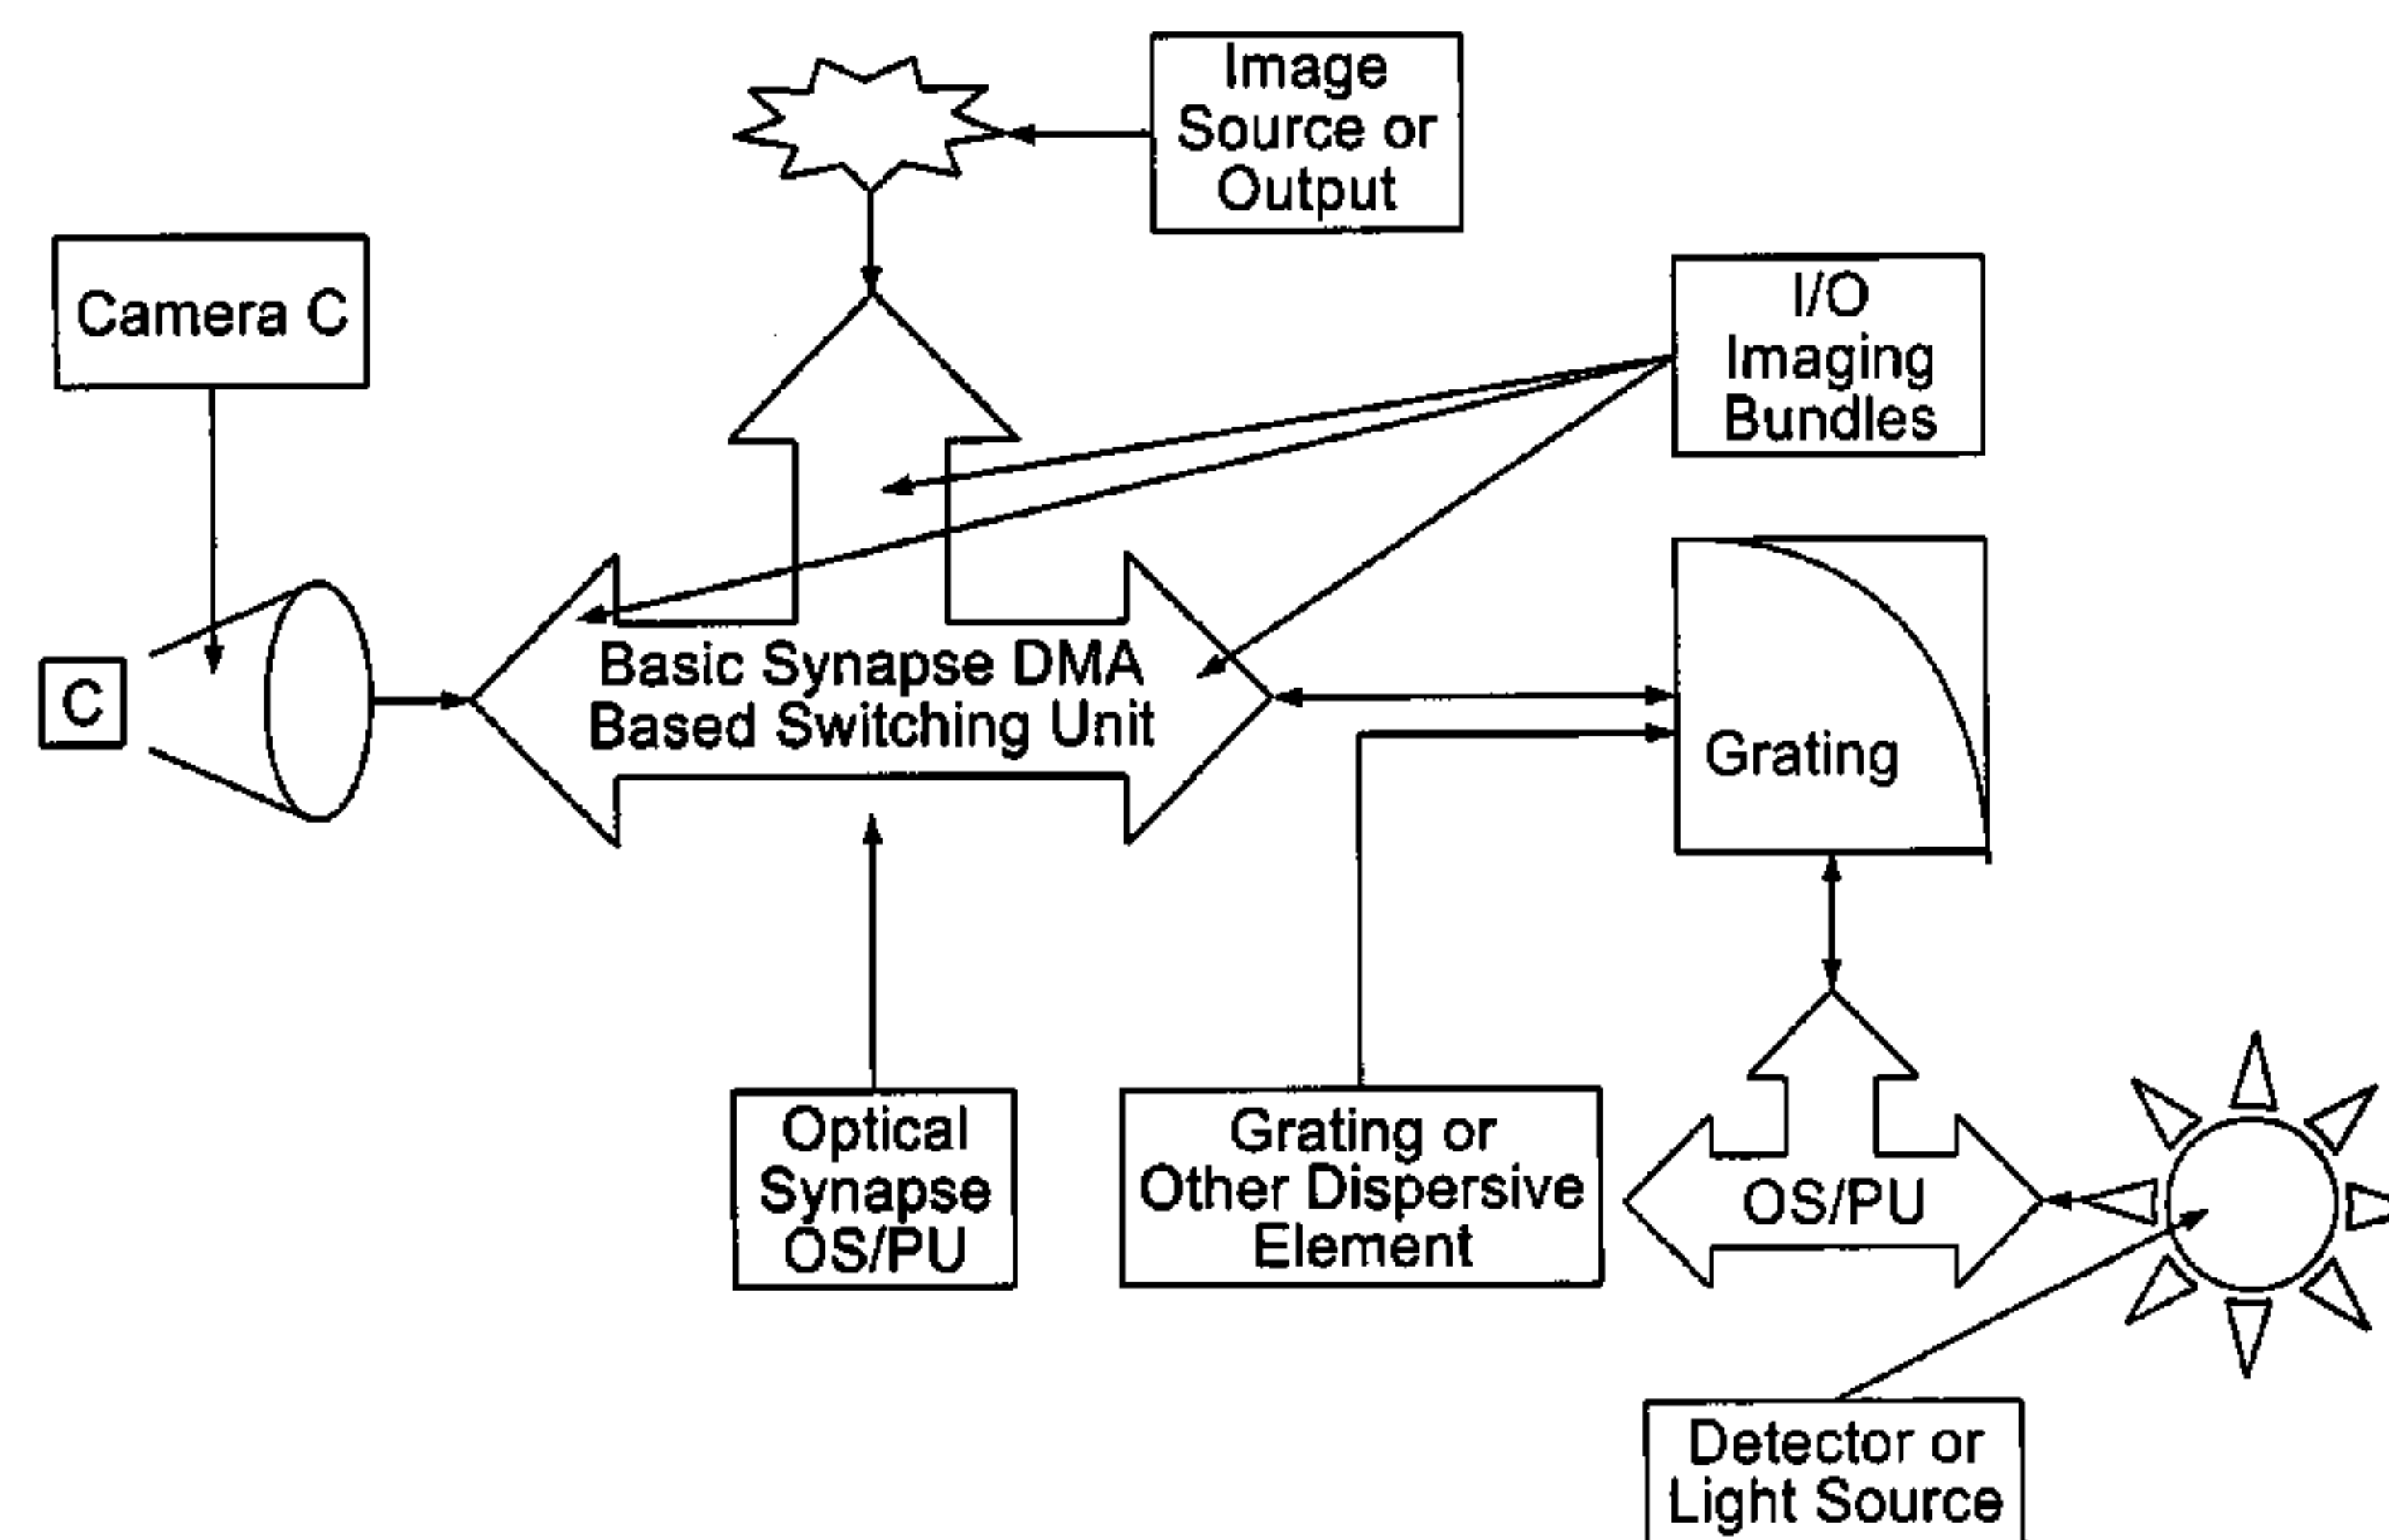 Image
Source or
Output
Camera C
I/O
Imaging
Bundles
C
Basic Synapse DMA
Based Switching Unit
Grating
Optical
Synapse
OS/PU
Grating or
Other Dispersive
Element
OS/PU
Detector or
Light Source